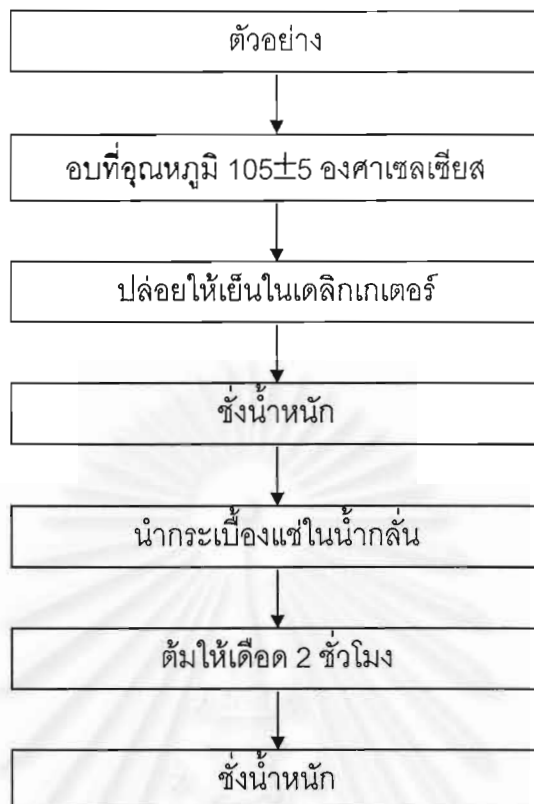 ตัวอย่าง
อบที่อุณหภูมิ 105±5 องศาเซลเซียส
ปล่อยให้เย็นในเดลิกเกเตอร์
ชั่งน้ำหนัก
นำกระเบื้องแช่ในน้ำกลั่น
ต้มให้เดือด 2 ชั่วโมง
ชั่งน้ำหนัก